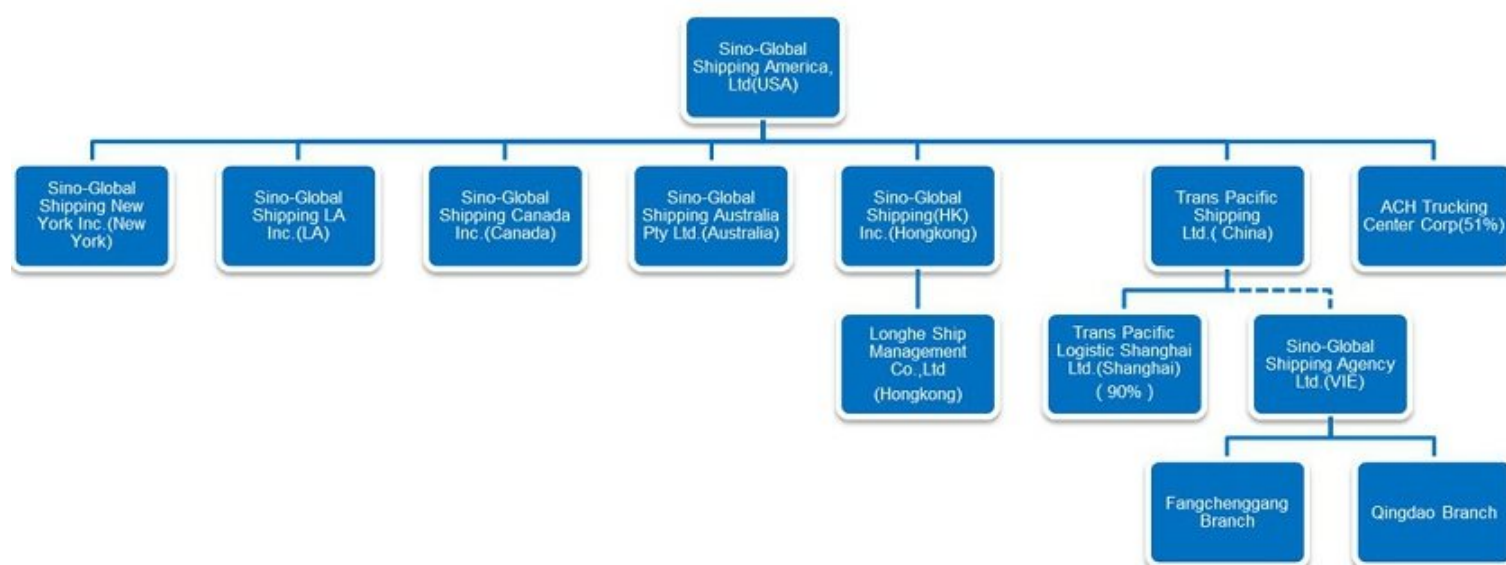 Sino-Global
Shipping America,
Ltd(USA)
Sino-Global
Shipping New
York Inc.(New
York)
Sino-Global
Shipping LA
Inc.(LA)
Sino-Global
Shipping Canada
Inc.(Canada)
Sino-Global
Shipping Australia
Pty Ltd.(Australia)
Sino-Global
Shipping(HK)
Inc.(Hongkong)
Trans Pacific
Shipping
Ltd.( China)
ACH Trucking
Center Corp(51%)
Longhe Ship
Management
Co.,Ltd
(Hongkong)
Trans Pacific
Logistic Shanghai
Ltd.(Shanghai)
( 90% )
Sino-Global
Shipping Agency
Ltd.(VIE)
Fangchenggang
Branch
Qingdao Branch